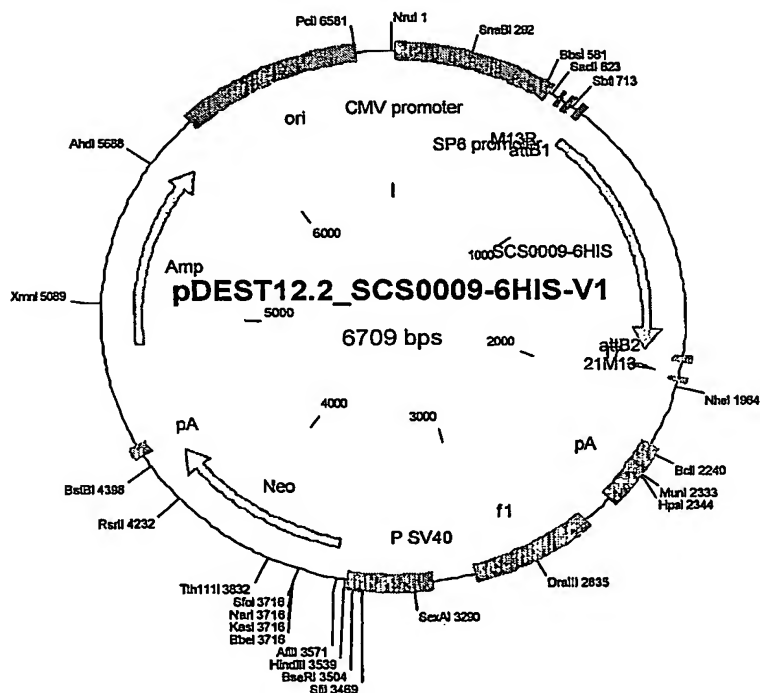 PciI 6581
NruI 1
SnaBI 292
BbsI 581
SacII 623
SbfI 713
ori
CMV promoter
M13R
SP6 promoter
attB1
AhdI 5688
6000
1000
SCS0009-6HIS
Amp
pDEST12.2_SCS0009-6HIS-V1
XmnI 5089
5000
6709 bps
2000
attB2
21M13
NheI 1964
4000
3000
pA
pA
BclI 2240
BstBI 4398
Neo
MunI 2333
HpaI 2344
RsrII 4232
f1
P SV40
DraIII 2835
Tth111I 3832
SfoI 3716
NarI 3716
KasI 3716
BbeI 3716
SexAI 3290
AflII 3571
HindIII 3539
BseRI 3504
SfiI 3469